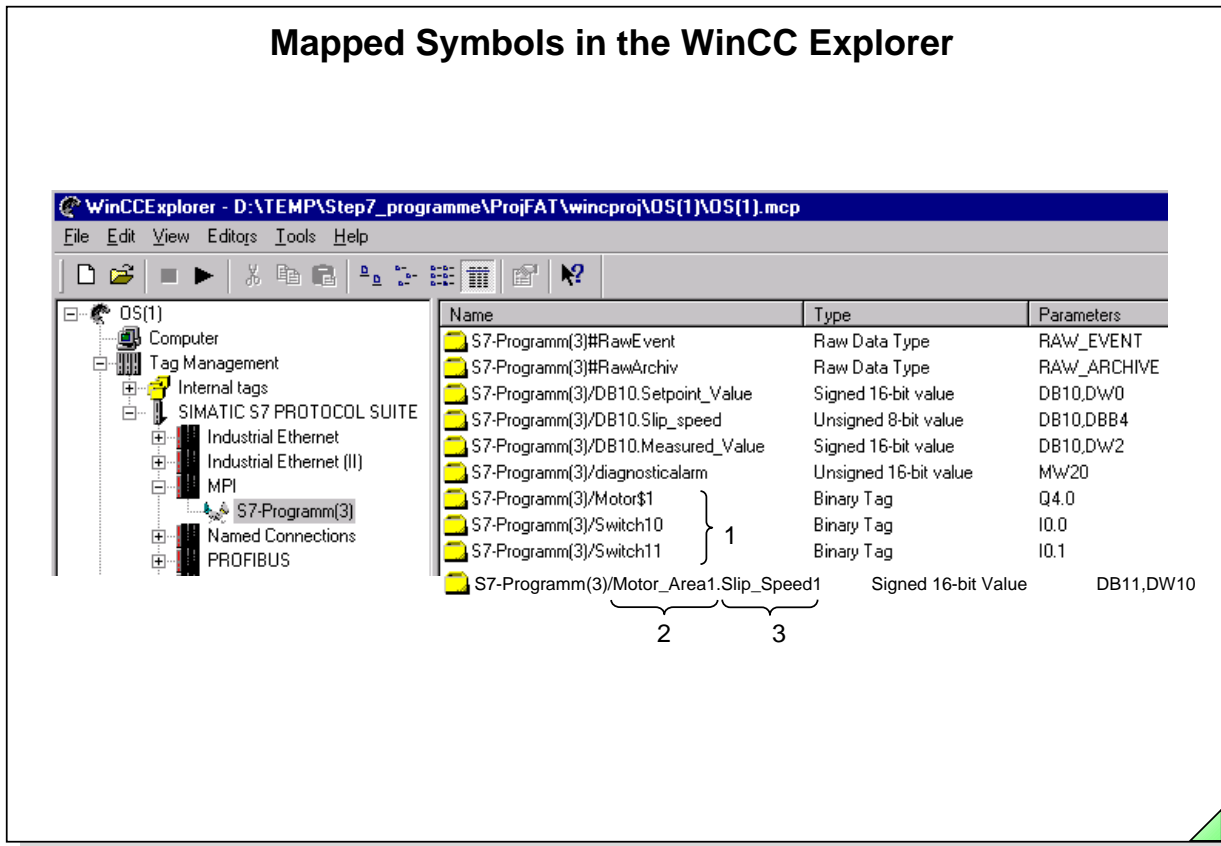 Mapped Symbols in the WinCC Explorer
WinCCExplorer - D:\TEMP\Step7_programme\ProjFAT\wincproj\OS(1)\OS(1).mcp
File Edit View Editors Tools Help
OS(1)
Computer
Tag Management
Internal tags
SIMATIC S7 PROTOCOL SUITE
Industrial Ethernet
Industrial Ethernet (II)
MPI
S7-Programm(3)
Named Connections
PROFIBUS
Name Type Parameters
S7-Programm(3)#RawEvent Raw Data Type RAW_EVENT
S7-Programm(3)#RawArchiv Raw Data Type RAW_ARCHIVE
S7-Programm(3)/DB10.Setpoint_Value Signed 16-bit value DB10,DW0
S7-Programm(3)/DB10.Slip_speed Unsigned 8-bit value DB10,DBB4
S7-Programm(3)/DB10.Measured_Value Signed 16-bit value DB10,DW2
S7-Programm(3)/diagnosticalarm Unsigned 16-bit value MW20
S7-Programm(3)/Motor$1 Binary Tag Q4.0
S7-Programm(3)/Switch10 Binary Tag I0.0
S7-Programm(3)/Switch11 Binary Tag I0.1
1
S7-Programm(3)/Motor_Area1.Slip_Speed1 Signed 16-bit Value DB11,DW10
2 3